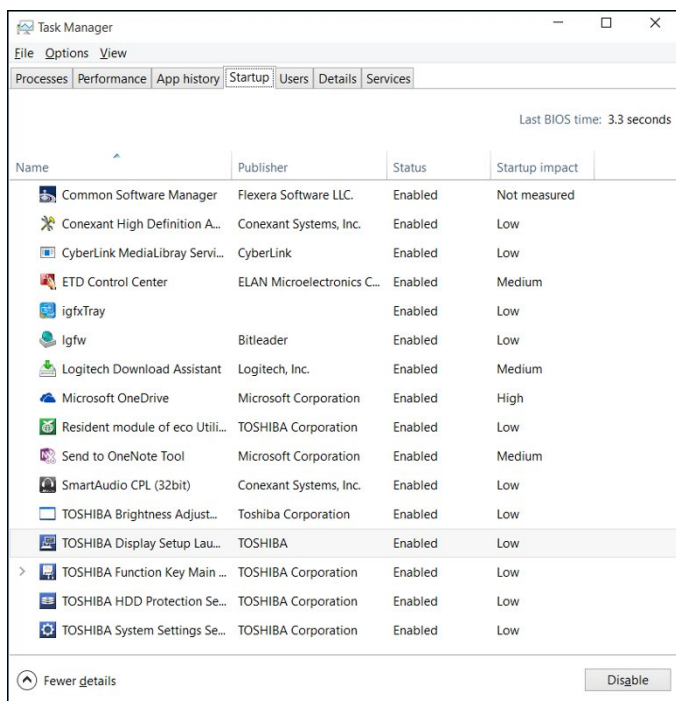 Task Manager
File Options View
Processes Performance App history Startup Users Details Services
Last BIOS time: 3.3 seconds
Name Publisher Status Startup impact
Common Software Manager Flexera Software LLC. Enabled Not measured
Conexant High Definition A... Conexant Systems, Inc. Enabled Low
CyberLink MediaLibray Servi... CyberLink Enabled Low
ETD Control Center ELAN Microelectronics C... Enabled Medium
igfxTray Enabled Low
lgfw Bitleader Enabled Low
Logitech Download Assistant Logitech, Inc. Enabled Medium
Microsoft OneDrive Microsoft Corporation Enabled High
Resident module of eco Utili... TOSHIBA Corporation Enabled Low
Send to OneNote Tool Microsoft Corporation Enabled Medium
SmartAudio CPL (32bit) Conexant Systems, Inc. Enabled Low
TOSHIBA Brightness Adjust... Toshiba Corporation Enabled Low
TOSHIBA Display Setup Lau... TOSHIBA Enabled Low
TOSHIBA Function Key Main ... TOSHIBA Corporation Enabled Low
TOSHIBA HDD Protection Se... TOSHIBA Corporation Enabled Low
TOSHIBA System Settings Se... TOSHIBA Corporation Enabled Low
Fewer details Disable